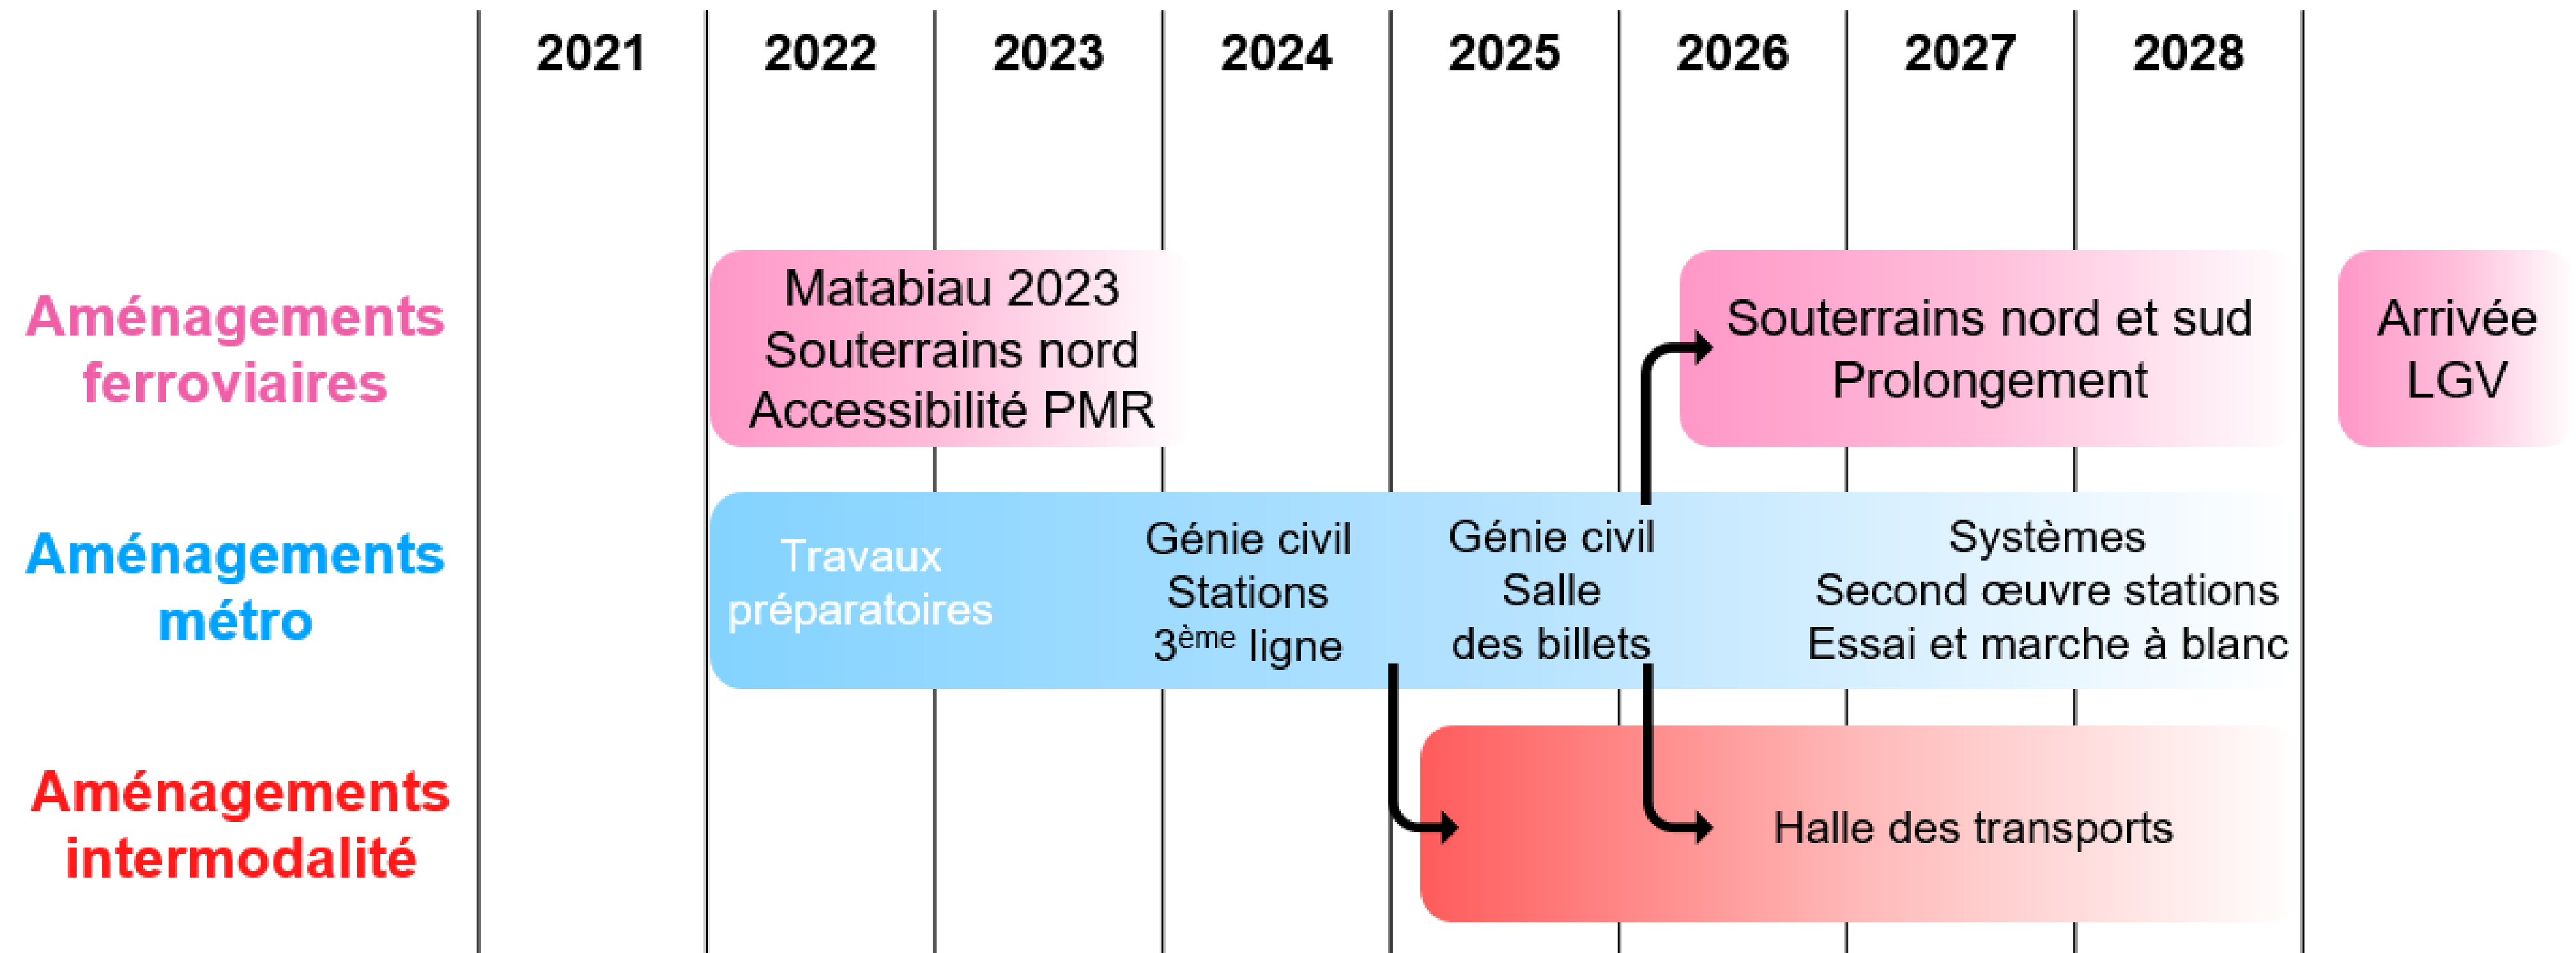 2021 2022 2023 2024 2025 2026 2027 2028
Aménagements
ferroviaires
Matabiau 2023
Souterrains nord
Accessibilité PMR
Souterrains nord et sud
Prolongement
Arrivée
LGV
Aménagements
métro
Travaux
préparatoires
Génie civil
Stations
3ème ligne
Génie civil
Salle
des billets
Systèmes
Second œuvre stations
Essai et marche à blanc
Aménagements
intermodalité
Halle des transports